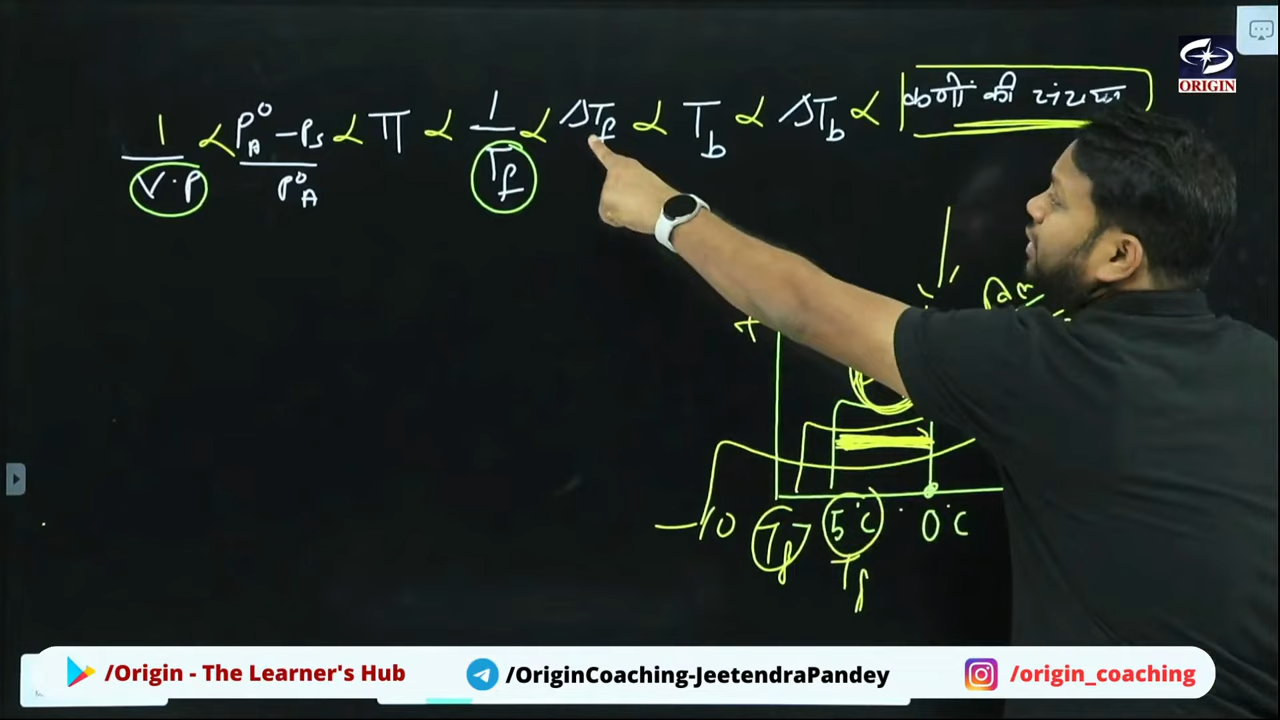 ORIGIN
1/V.P ∝ P°A − Ps / P°A ∝ π ∝ 1/Tf ∝ ΔTf ∝ Tb ∝ ΔTb ∝ कणों की संख्या
−10 Tf 5°C 0°C
Tf
/Origin - The Learner's Hub /OriginCoaching-JeetendraPandey /origin_coaching